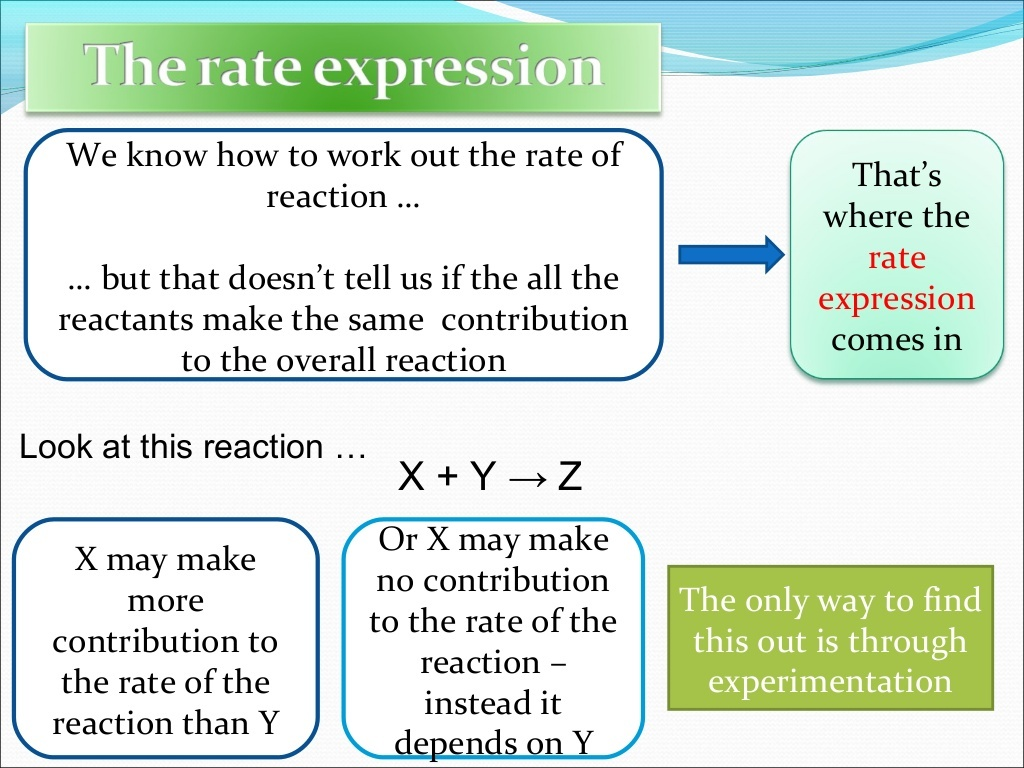 The rate expression
We know how to work out the rate of
reaction …
… but that doesn’t tell us if the all the
reactants make the same  contribution
to the overall reaction
That’s
where the
rate
expression
comes in
Look at this reaction …
X + Y → Z
X may make
more
contribution to
the rate of the
reaction than Y
Or X may make
no contribution
to the rate of the
reaction –
instead it
depends on Y
The only way to find
this out is through
experimentation